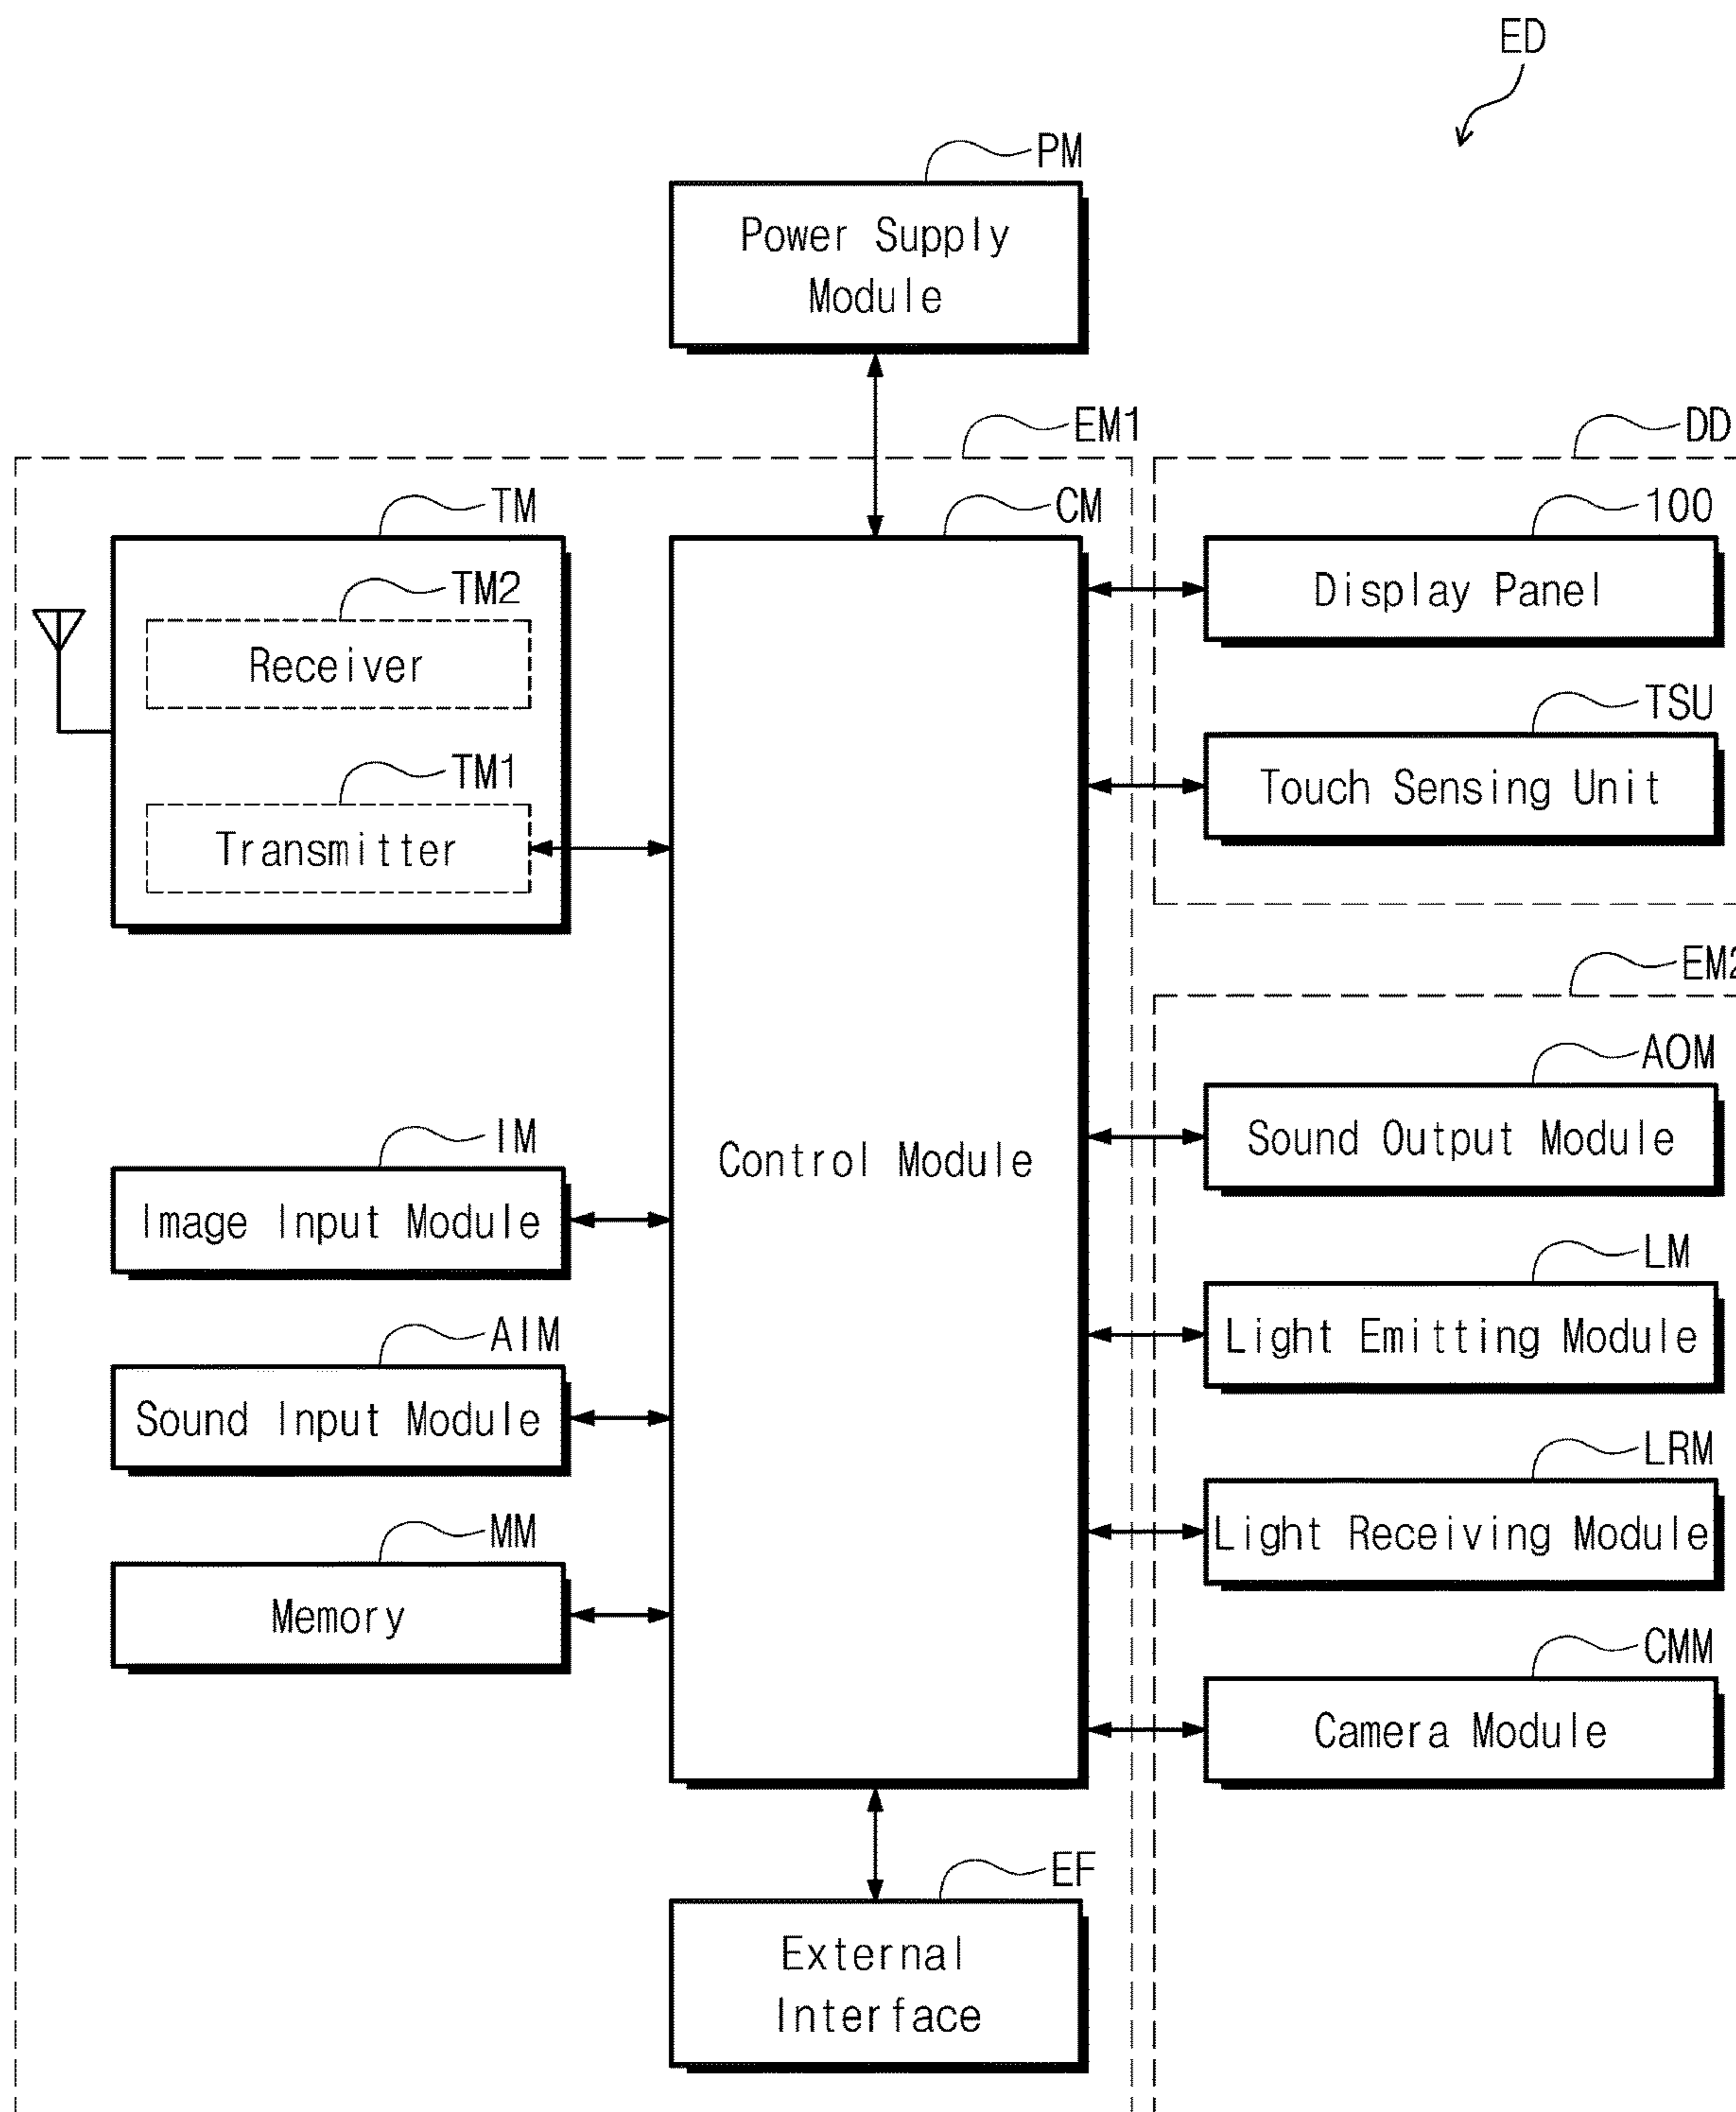 ED
PM
Power Supply
Module
EM1
DD
TM
CM
100
TM2
Display Panel
Receiver
TSU
TM1
Touch Sensing Unit
Transmitter
EM2
AOM
IM
Sound Output Module
Control Module
Image Input Module
LM
AIM
Light Emitting Module
Sound Input Module
LRM
MM
Light Receiving Module
Memory
CMM
Camera Module
EF
External
Interface